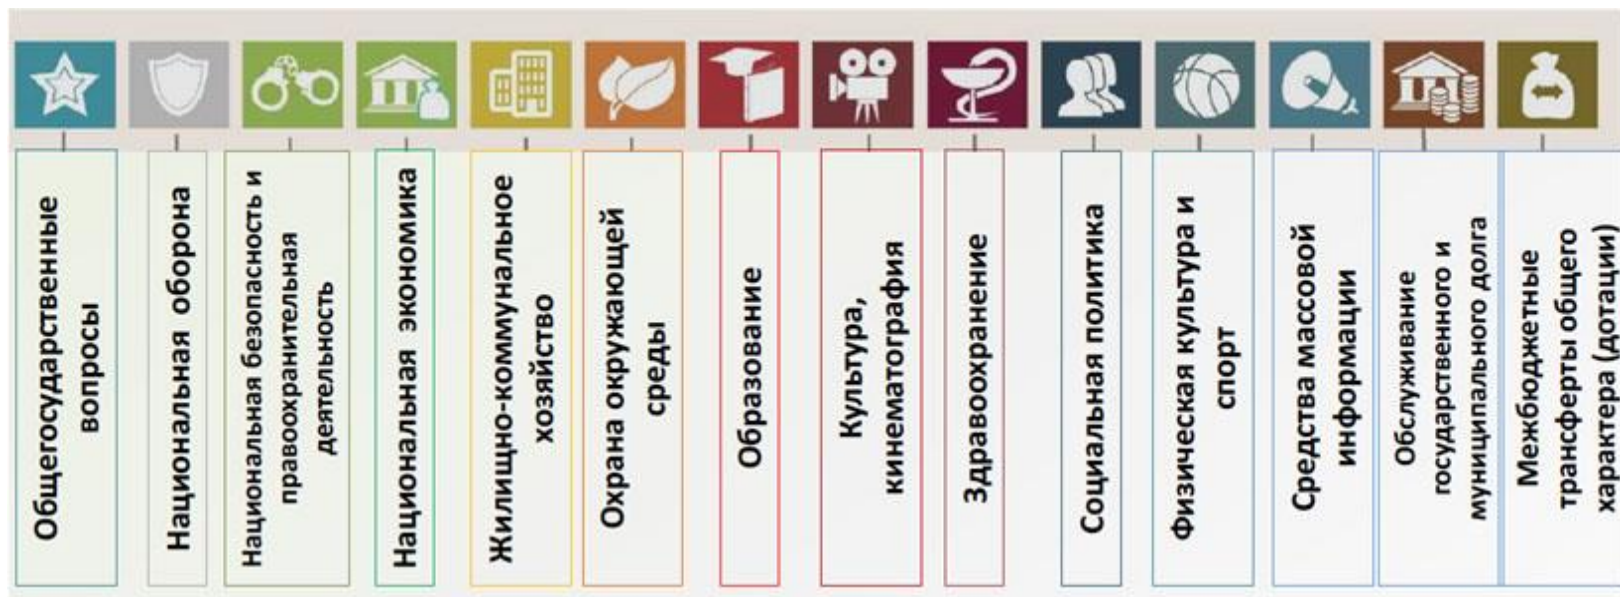 Общегосударственные
вопросы
Национальная оборона
Национальная безопасность и
правоохранительная
деятельность
Национальная экономика
Жилищно-коммунальное
хозяйство
Охрана окружающей
среды
Образование
Культура,
кинематография
Здравоохранение
Социальная политика
Физическая культура и
спорт
Средства массовой
информации
Обслуживание
государственного и
муниципального долга
Межбюджетные
трансферты общего
характера (дотации)